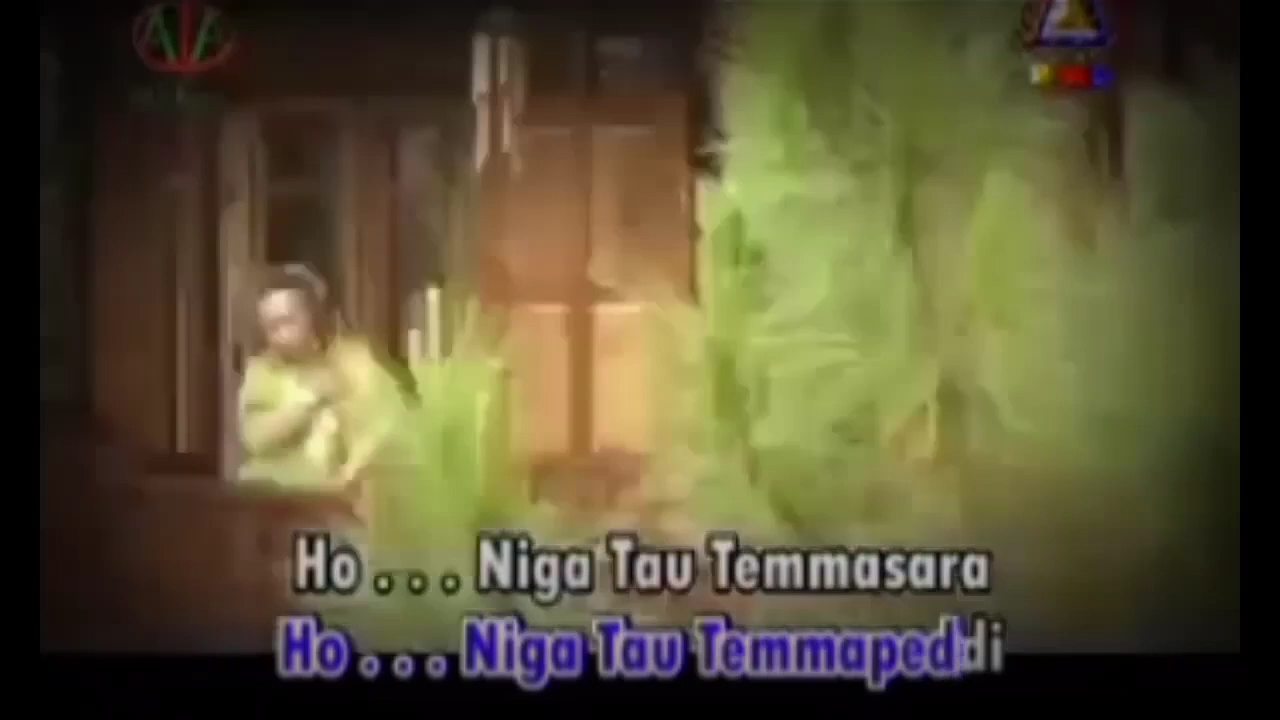 Ho . . . Niga Tau Temmasara
Ho . . . Niga Tau Temmapeddi